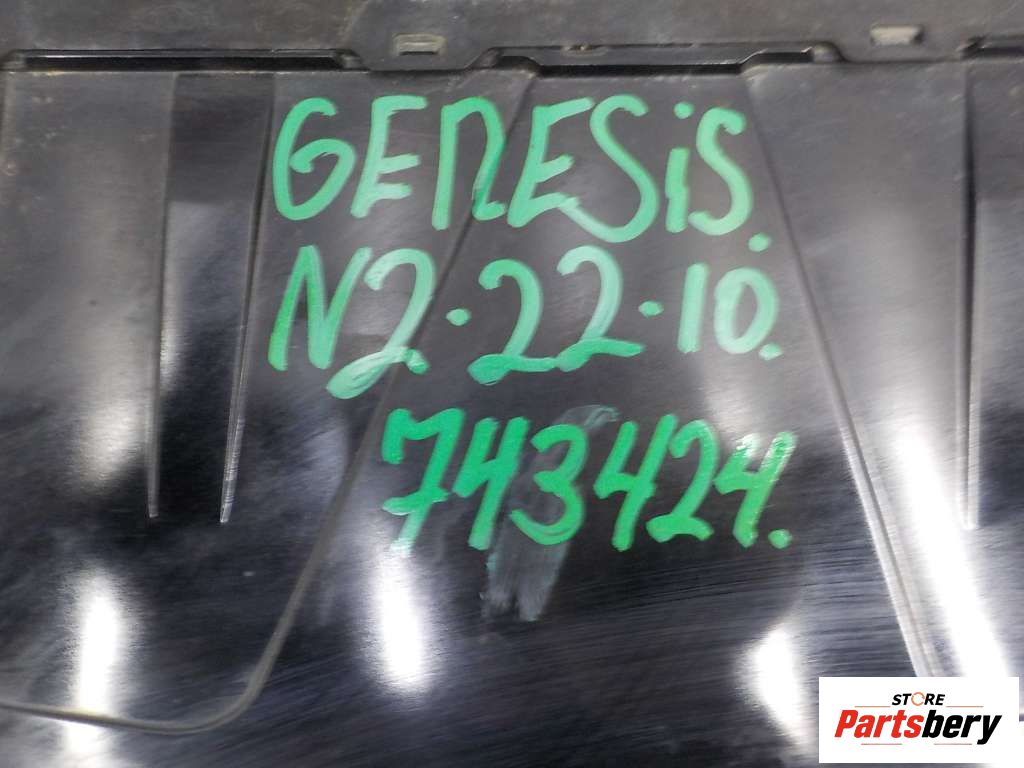 GENESiS.
N2.22.10.
743424.
STORE
Partsbery